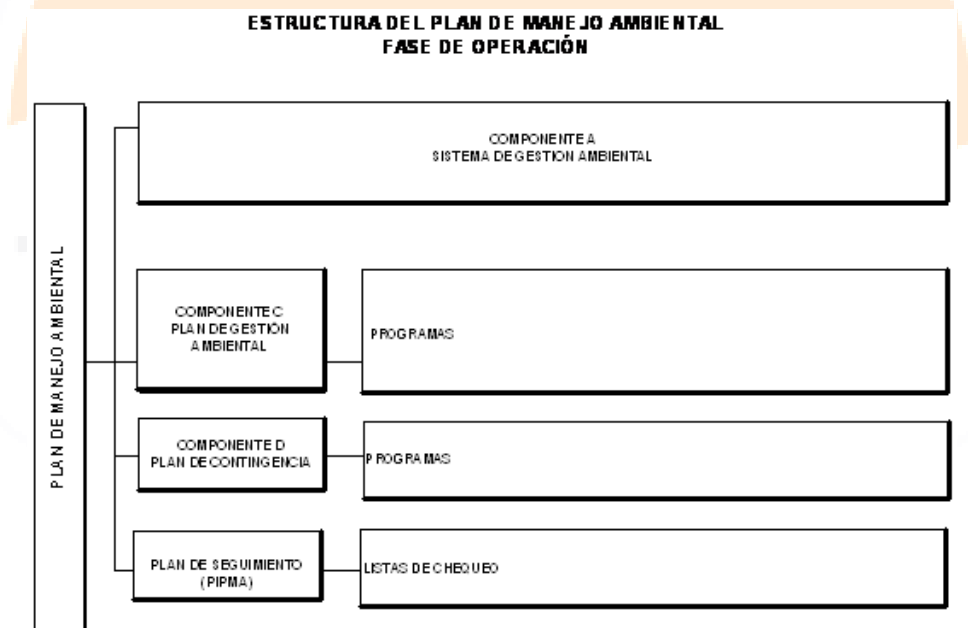 ESTRUCTURA DEL PLAN DE MANEJO AMBIENTAL
FASE DE OPERACIÓN
PLAN DE MANEJO AMBIENTAL
COMPONENTE A
SISTEMA DE GESTION AMBIENTAL
COMPONENTE C
PLAN DE GESTIÓN
AMBIENTAL
PROGRAMAS
COMPONENTE D
PLAN DE CONTINGENCIA
PROGRAMAS
PLAN DE SEGUIMIENTO
(PIPMA)
LISTAS DE CHEQUEO